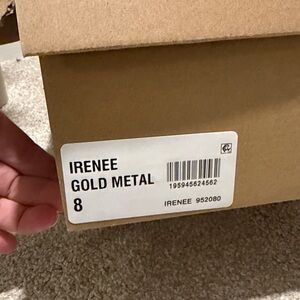 IRENEE
GOLD METAL
8
195945624562
IRENEE 952080